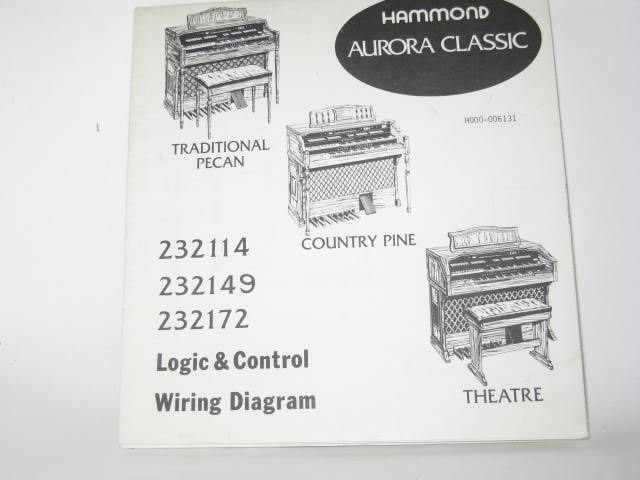 HAMMOND
AURORA CLASSIC
H000-006131
TRADITIONAL
PECAN
COUNTRY PINE
232114
232149
232172
Logic & Control
Wiring Diagram
THEATRE